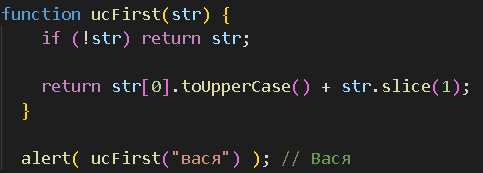 function ucFirst(str) {
if (!str) return str;
return str[0].toUpperCase() + str.slice(1);
}
alert( ucFirst("вася") ); // Вася